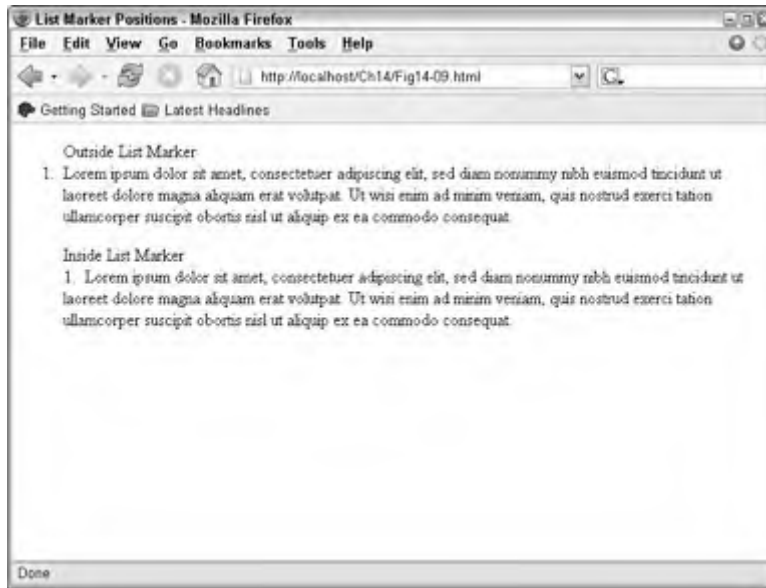 List Marker Positions - Mozilla Firefox
File Edit View Go Bookmarks Tools Help
http://localhost/Ch14/Fig14-09.html
Getting Started Latest Headlines
Outside List Marker
1. Lorem ipsum dolor sit amet, consectetuer adipiscing elit, sed diam nonummy nibh euismod tincidunt ut
laoreet dolore magna aliquam erat volutpat. Ut wisi enim ad minim veniam, quis nostrud exerci tation
ullamcorper suscipit obortis nisl ut aliquip ex ea commodo consequat.
Inside List Marker
1. Lorem ipsum dolor sit amet, consectetuer adipiscing elit, sed diam nonummy nibh euismod tincidunt ut
laoreet dolore magna aliquam erat volutpat. Ut wisi enim ad minim veniam, quis nostrud exerci tation
ullamcorper suscipit obortis nisl ut aliquip ex ea commodo consequat.
Done